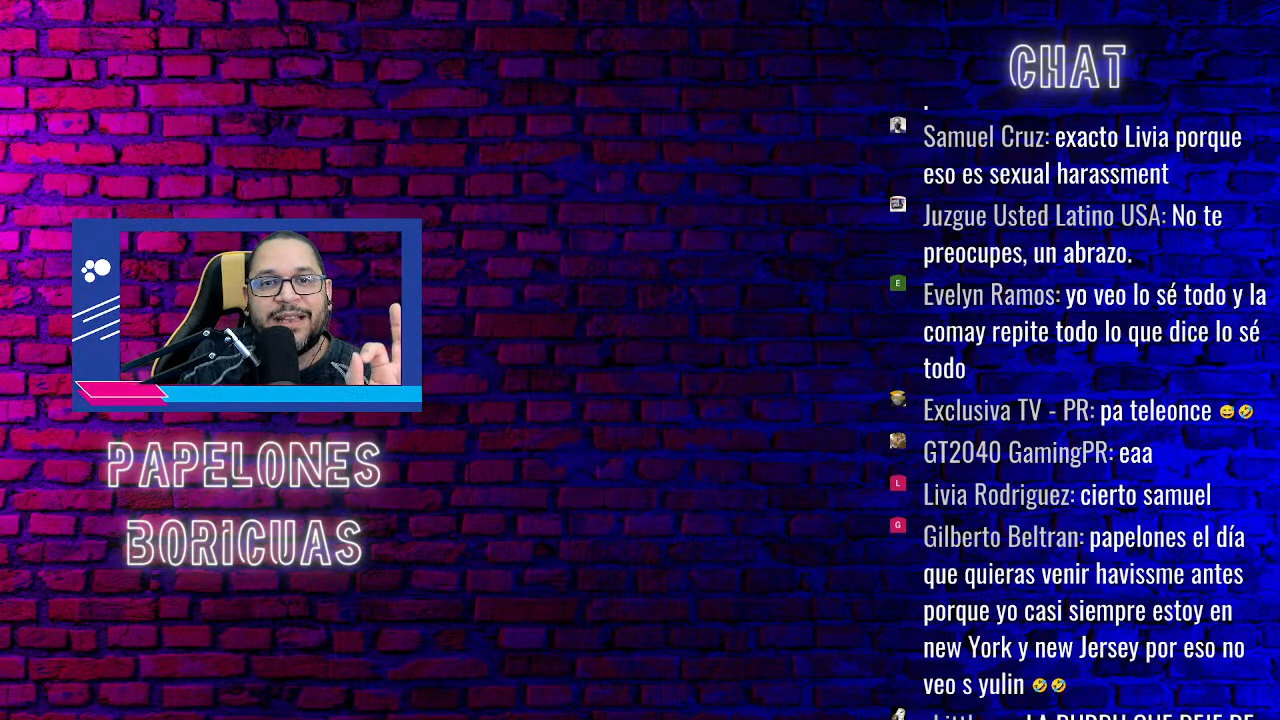 CHAT
Samuel Cruz: exacto Livia porque
eso es sexual harassment
Juzgue Usted Latino USA: No te
preocupes, un abrazo.
E
Evelyn Ramos: yo veo lo sé todo y la
comay repite todo lo que dice lo sé
todo
Exclusiva TV - PR: pa teleonce 😅🤣
GT2040 GamingPR: eaa
L
Livia Rodriguez: cierto samuel
G
Gilberto Beltran: papelones el día
que quieras venir havissme antes
porque yo casi siempre estoy en
new York y new Jersey por eso no
veo s yulin 🤣🤣
PAPELONES
BORICUAS